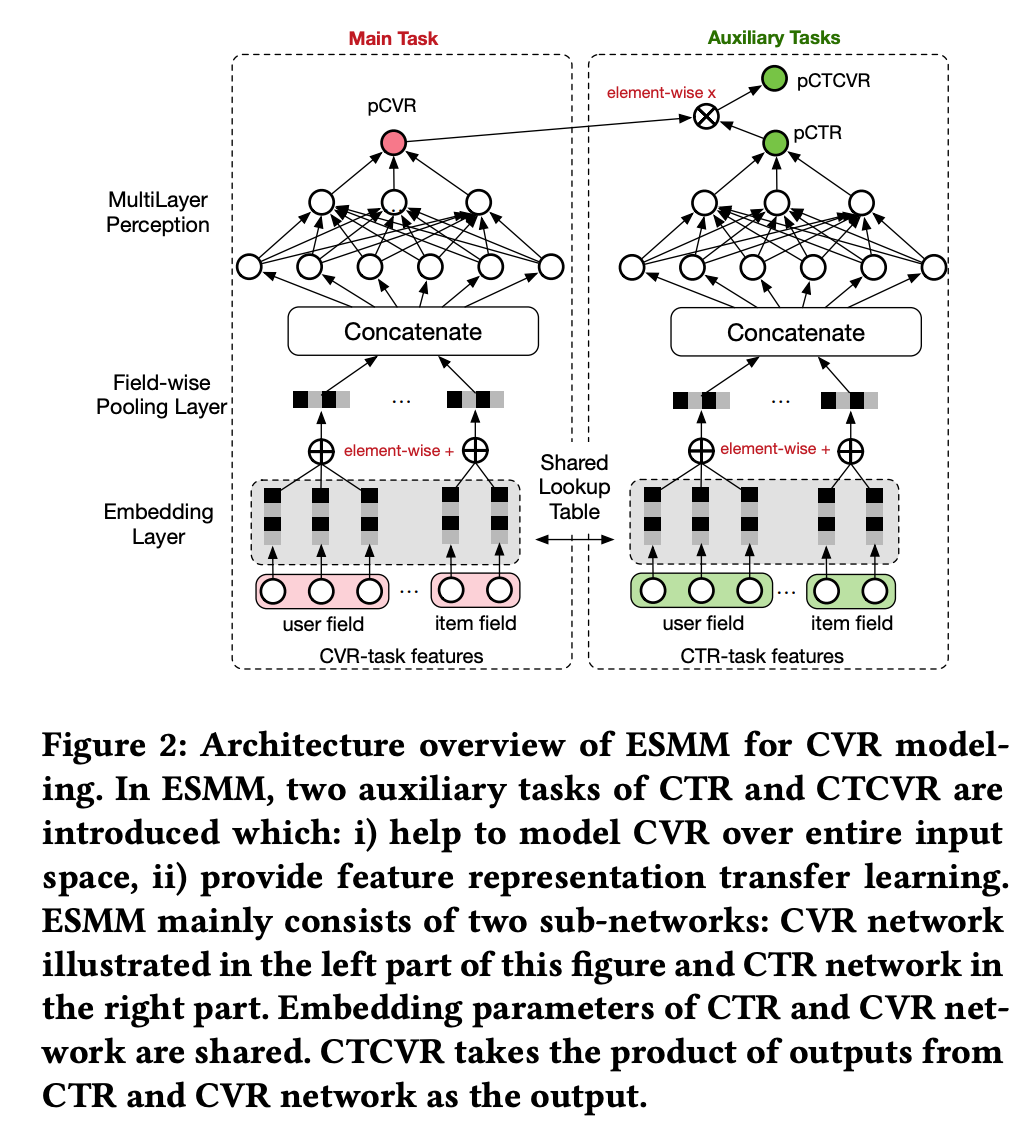 Main Task
Auxiliary Tasks
pCTCVR
element-wise x
pCVR
pCTR
MultiLayer
Perception
Concatenate
Concatenate
Field-wise
Pooling Layer
...
...
element-wise +
element-wise +
Shared
Lookup
Table
Embedding
Layer
...
...
user field
item field
user field
item field
CVR-task features
CTR-task features
Figure 2: Architecture overview of ESMM for CVR model-
ing. In ESMM, two auxiliary tasks of CTR and CTCVR are
introduced which: i) help to model CVR over entire input
space, ii) provide feature representation transfer learning.
ESMM mainly consists of two sub-networks: CVR network
illustrated in the left part of this figure and CTR network in
the right part. Embedding parameters of CTR and CVR net-
work are shared. CTCVR takes the product of outputs from
CTR and CVR network as the output.